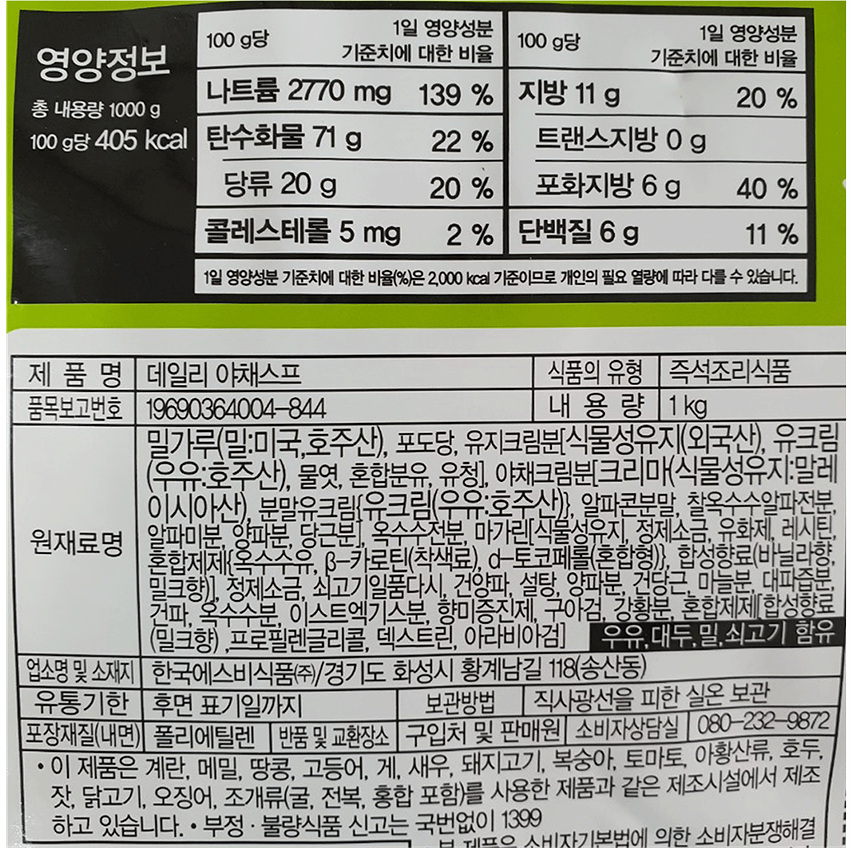 영양정보
총 내용량 1000 g
100 g당 405 kcal
100 g당 1일 영양성분 기준치에 대한 비율
나트륨 2770 mg 139 %
탄수화물 71 g 22 %
당류 20 g 20 %
콜레스테롤 5 mg 2 %
100 g당 1일 영양성분 기준치에 대한 비율
지방 11 g 20 %
트랜스지방 0 g
포화지방 6 g 40 %
단백질 6 g 11 %
1일 영양성분 기준치에 대한 비율(%)은 2,000 kcal 기준이므로 개인의 필요 열량에 따라 다를 수 있습니다.
제 품 명 데일리 야채스프 식품의 유형 즉석조리식품
품목보고번호 19690364004-844 내 용 량 1kg
원재료명
밀가루(밀:미국,호주산), 포도당, 유지크림분[식물성유지(외국산), 유크림
(우유:호주산), 물엿, 혼합분유, 유청], 야채크림분[크리마(식물성유지:말레
이시아산), 분말유크림{유크림(우유:호주산)}, 알파콘분말, 찰옥수수알파전분,
알파미분, 양파분, 당근분], 옥수수전분, 마가린[식물성유지, 정제소금, 유화제, 레시틴,
혼합제제{옥수수유, β-카로틴(착색료), d-토코페롤(혼합형)}, 합성향료(바닐라향,
밀크향)], 정제소금, 쇠고기일품다시, 건양파, 설탕, 양파분, 건당근, 마늘분, 대파즙분,
건파, 옥수수분, 이스트엑기스분, 향미증진제, 구아검, 강황분, 혼합제제[합성향료
(밀크향) ,프로필렌글리콜, 덱스트린, 아라비아검] 우유,대두,밀,쇠고기 함유
업소명 및 소재지 한국에스비식품㈜/경기도 화성시 황계남길 118(송산동)
유통기한 후면 표기일까지 보관방법 직사광선을 피한 실온 보관
포장재질(내면) 폴리에틸렌 반품 및 교환장소 구입처 및 판매원 소비자상담실 080-232-9872
• 이 제품은 계란, 메밀, 땅콩, 고등어, 게, 새우, 돼지고기, 복숭아, 토마토, 아황산류, 호두,
잣, 닭고기, 오징어, 조개류(굴, 전복, 홍합 포함)를 사용한 제품과 같은 제조시설에서 제조
하고 있습니다. • 부정 · 불량식품 신고는 국번없이 1399
본 제품은 소비자기본법에 의한 소비자분쟁해결